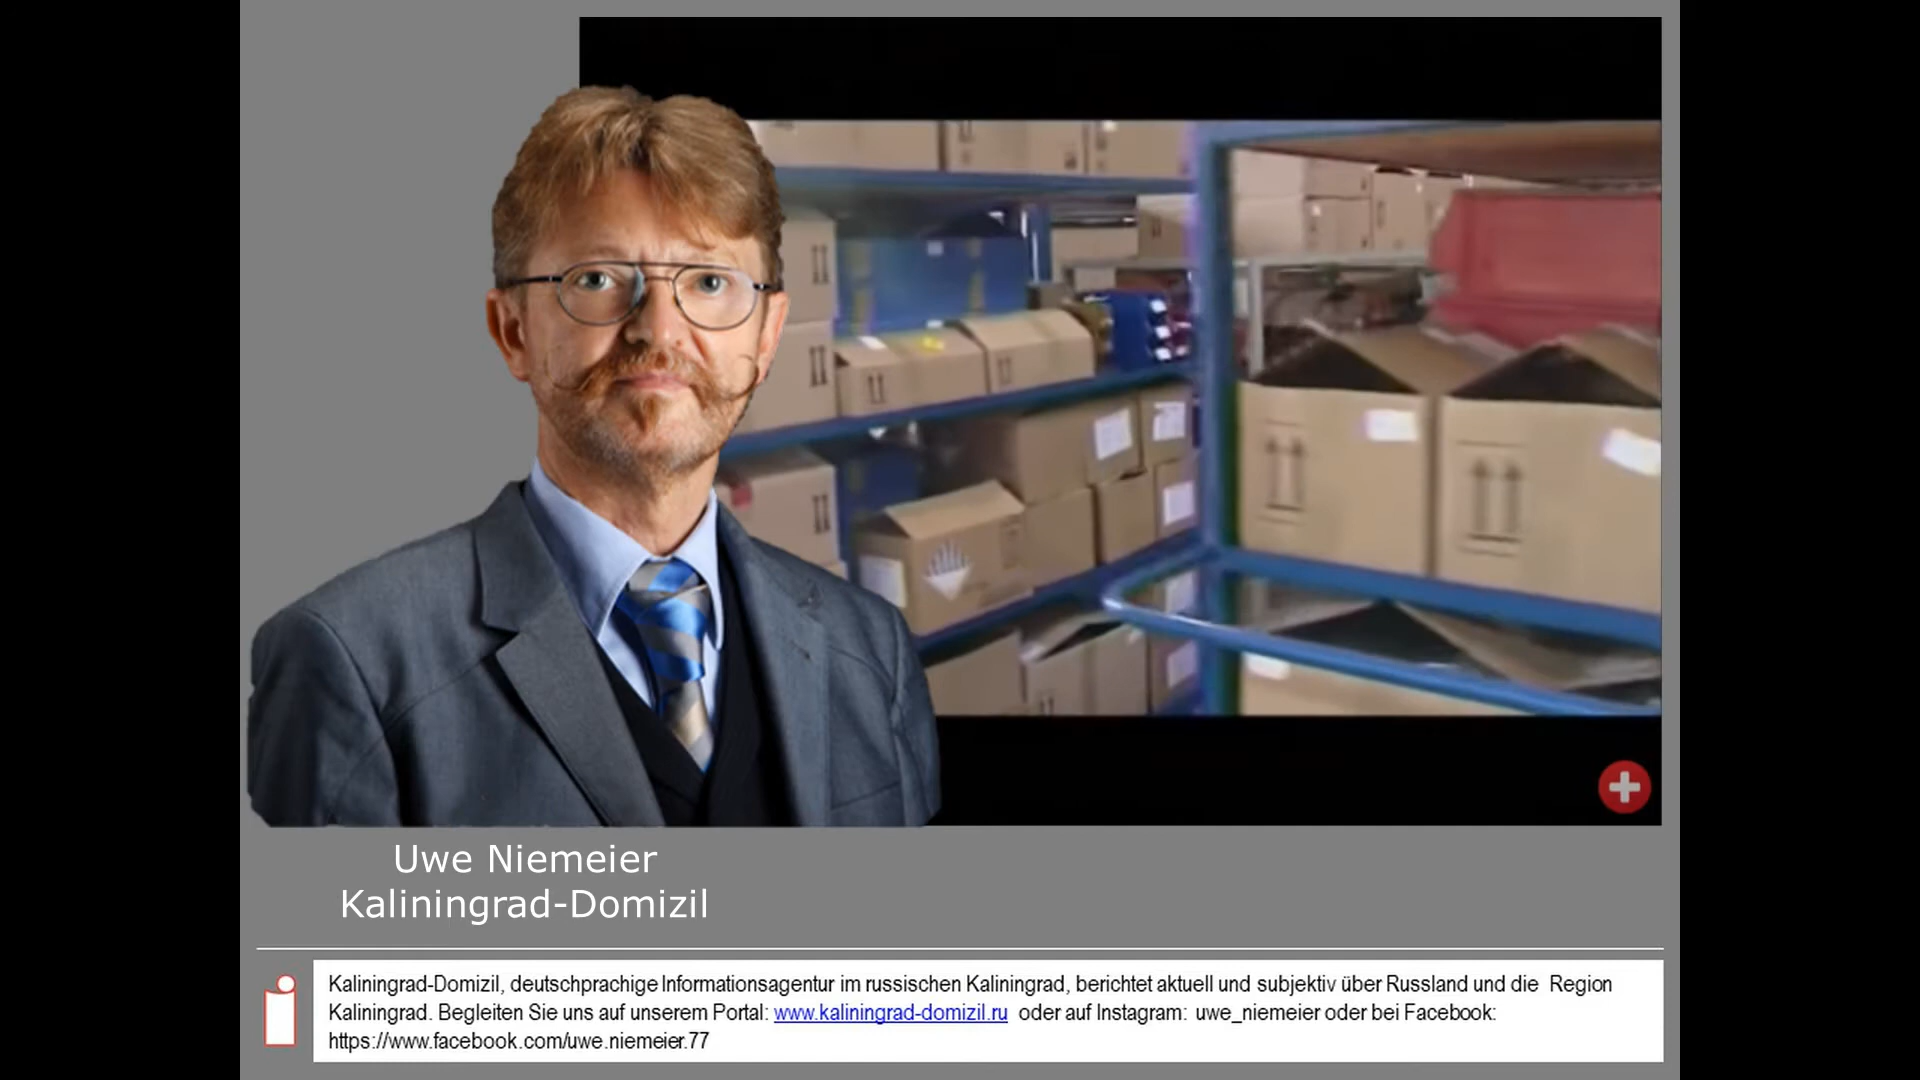 Uwe Niemeier
Kaliningrad-Domizil
Kaliningrad-Domizil, deutschprachige Informationsagentur im russischen Kaliningrad, berichtet aktuell und subjektiv über Russland und die Region
Kaliningrad. Begleiten Sie uns auf unserem Portal: www.kaliningrad-domizil.ru oder auf Instagram: uwe_niemeier oder bei Facebook:
https://www.facebook.com/uwe.niemeier.77